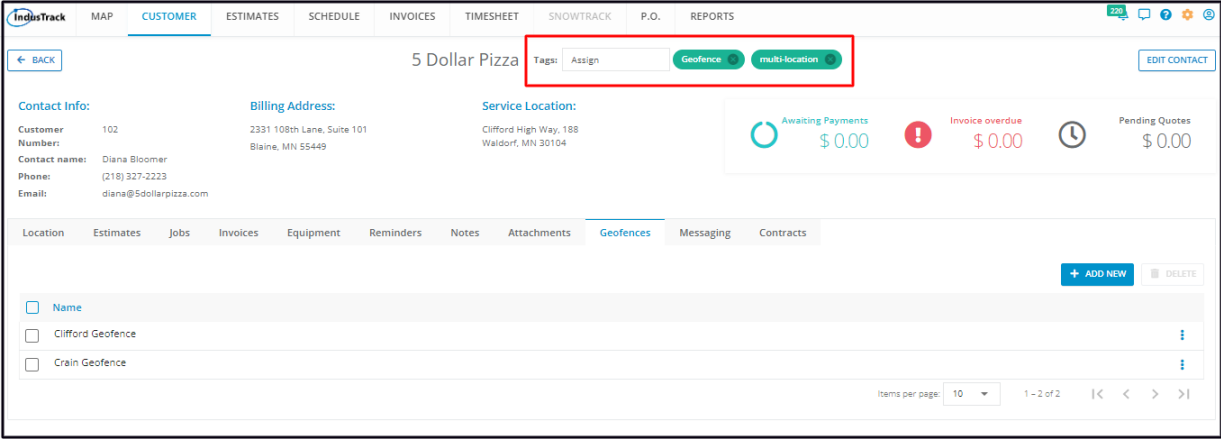 IndusTrack MAP CUSTOMER ESTIMATES SCHEDULE INVOICES TIMESHEET SNOWTRACK P.O. REPORTS 220
BACK 5 Dollar Pizza Tags: Assign Geofence multi-location EDIT CONTACT
Contact Info: Billing Address: Service Location:
Customer Number: 102
2331 108th Lane, Suite 101
Blaine, MN 55449
Clifford High Way, 188
Waldorf, MN 30104
Awaiting Payments
$ 0.00
Invoice overdue
$ 0.00
Pending Quotes
$ 0.00
Contact name: Diana Bloomer
Phone: (218) 327-2223
Email: diana@5dollarpizza.com
Location Estimates Jobs Invoices Equipment Reminders Notes Attachments Geofences Messaging Contracts
+ ADD NEW DELETE
Name
Clifford Geofence
Crain Geofence
Items per page: 10 1 – 2 of 2